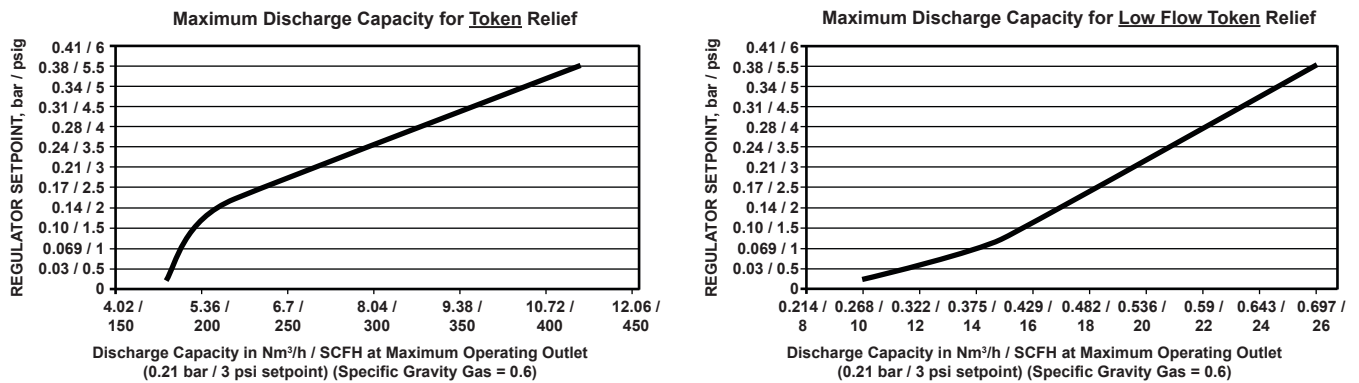 Maximum Discharge Capacity for Token Relief
REGULATOR SETPOINT, bar / psig
0.41 / 6
0.38 / 5.5
0.34 / 5
0.31 / 4.5
0.28 / 4
0.24 / 3.5
0.21 / 3
0.17 / 2.5
0.14 / 2
0.10 / 1.5
0.069 / 1
0.03 / 0.5
0
4.02 / 5.36 / 6.7 / 8.04 / 9.38 / 10.72 / 12.06 /
150 200 250 300 350 400 450
Discharge Capacity in Nm³/h / SCFH at Maximum Operating Outlet
(0.21 bar / 3 psi setpoint) (Specific Gravity Gas = 0.6)
Maximum Discharge Capacity for Low Flow Token Relief
REGULATOR SETPOINT, bar / psig
0.41 / 6
0.38 / 5.5
0.34 / 5
0.31 / 4.5
0.28 / 4
0.24 / 3.5
0.21 / 3
0.17 / 2.5
0.14 / 2
0.10 / 1.5
0.069 / 1
0.03 / 0.5
0
0.214 / 0.268 / 0.322 / 0.375 / 0.429 / 0.482 / 0.536 / 0.59 / 0.643 / 0.697 /
8 10 12 14 16 18 20 22 24 26
Discharge Capacity in Nm³/h / SCFH at Maximum Operating Outlet
(0.21 bar / 3 psi setpoint) (Specific Gravity Gas = 0.6)